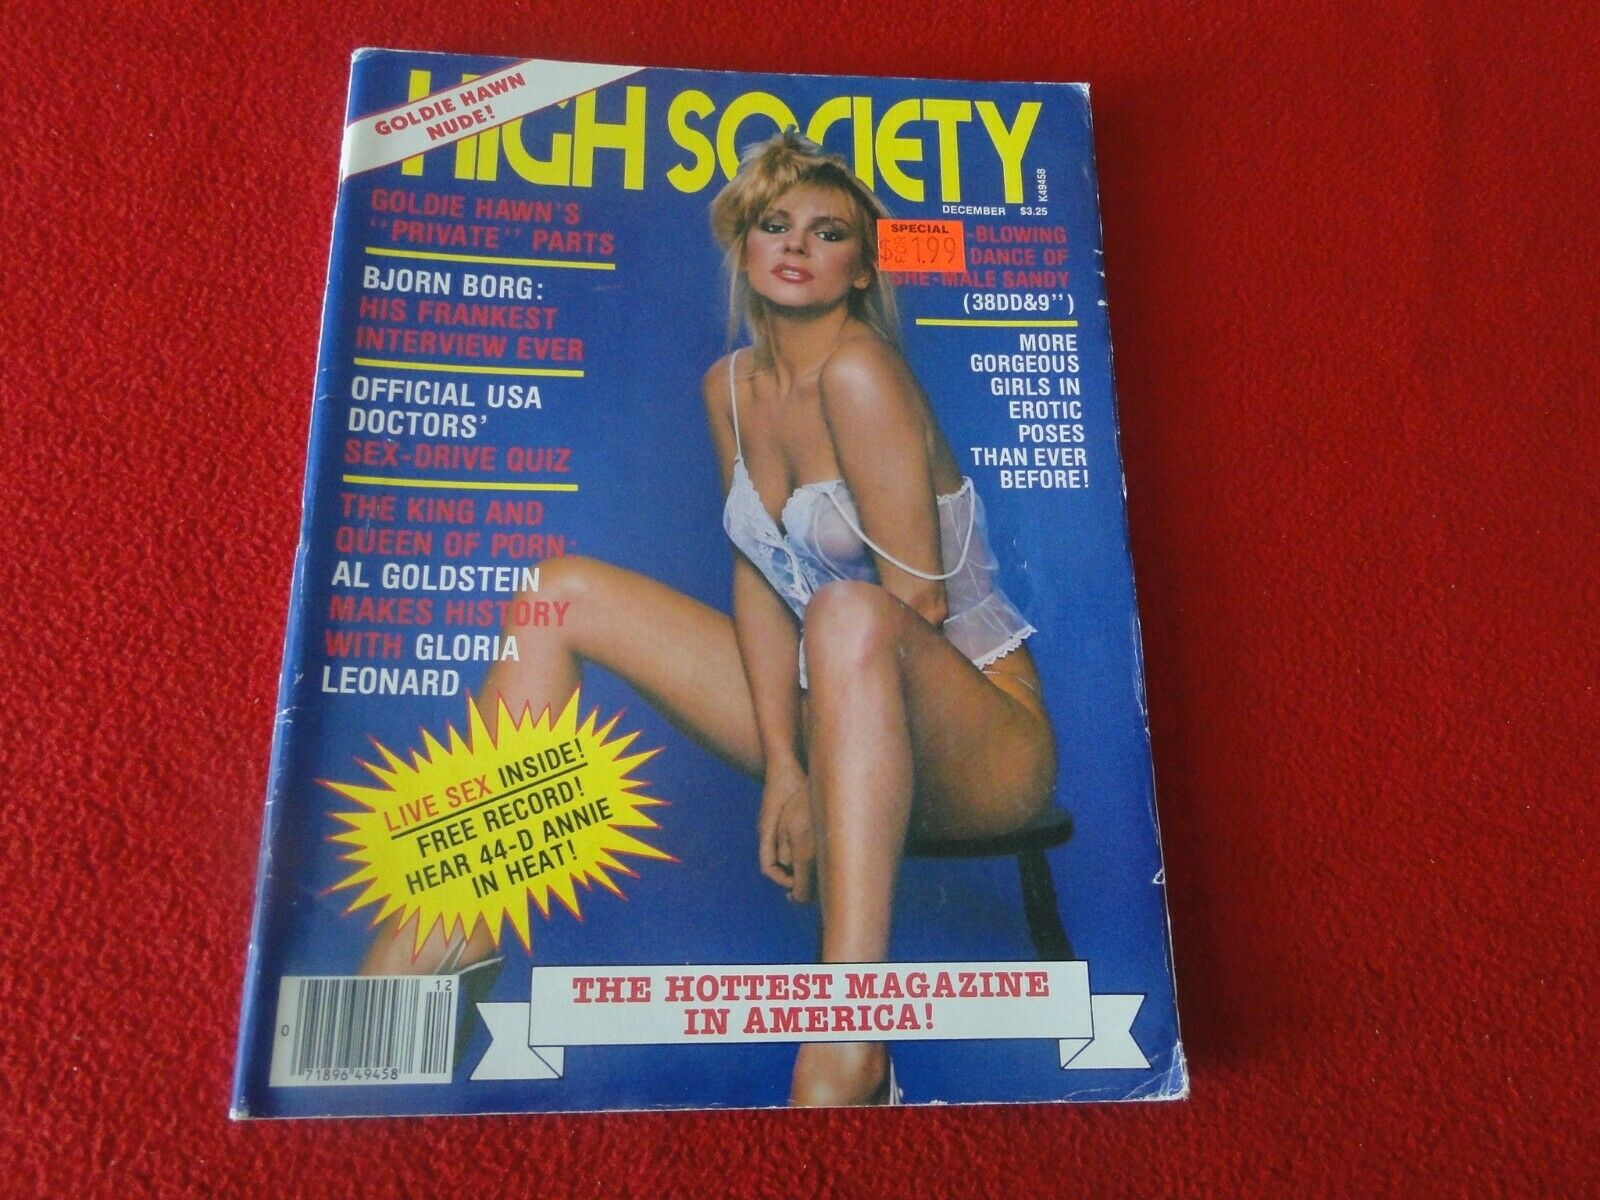 GOLDIE HAWN
NUDE!
HIGH SOCIETY
K49458
DECEMBER $3.25
GOLDIE HAWN'S
"PRIVATE" PARTS
BJORN BORG:
HIS FRANKEST
INTERVIEW EVER
OFFICIAL USA
DOCTORS'
SEX-DRIVE QUIZ
THE KING AND
QUEEN OF PORN:
AL GOLDSTEIN
MAKES HISTORY
WITH GLORIA
LEONARD
SPECIAL
$1.99
-BLOWING
DANCE OF
SHE-MALE SANDY
(38DD&9")
MORE
GORGEOUS
GIRLS IN
EROTIC
POSES
THAN EVER
BEFORE!
LIVE SEX INSIDE!
FREE RECORD!
HEAR 44-D ANNIE
IN HEAT!
THE HOTTEST MAGAZINE
IN AMERICA!
12
0 71896 49458